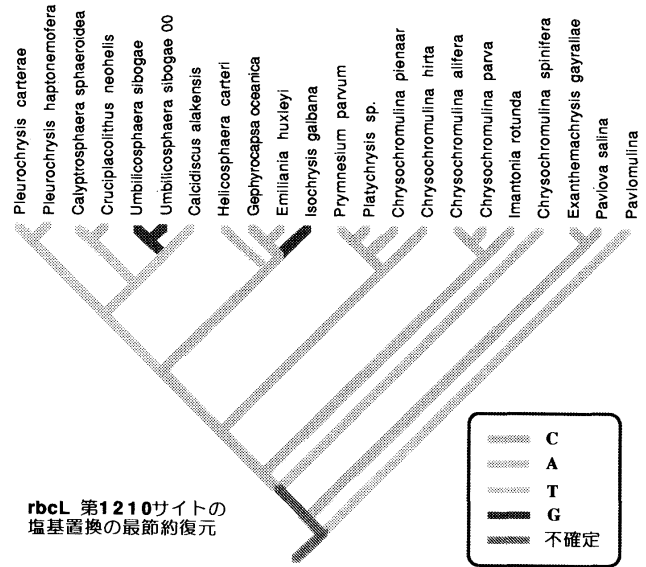 Pleurochrysis carterae
Pleurochrysis haptonemofera
Calyptrosphaera sphaeroidea
Cruciplacolithus neohelis
Umbilicosphaera sibogae
Umbilicosphaera sibogae 00
Calcidiscus alakensis
Helicosphaera carteri
Gephyrocapsa oceanica
Emiliania huxleyi
Isochrysis galbana
Prymnesium parvum
Platychrysis sp.
Chrysochromulina pienaar
Chrysochromulina hirta
Chrysochromulina alifera
Chrysochromulina parva
Imantonia rotunda
Chrysochromulina spinifera
Exanthemachrysis gayraliae
Pavlova salina
Pavlomulina
rbcL 第1210サイトの
塩基置換の最節約復元
C
A
T
G
不確定